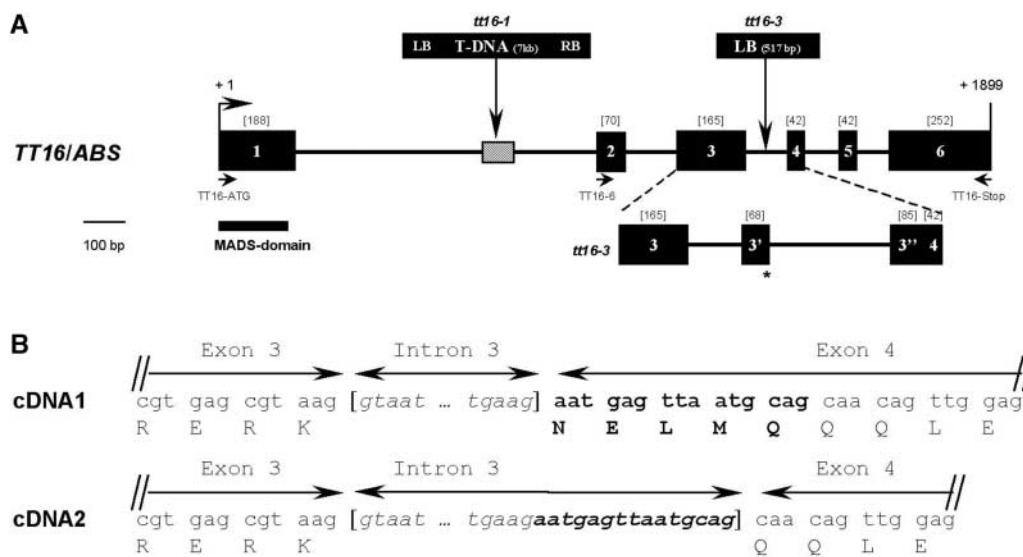 A
tt16-1
LB T-DNA (7kb) RB
tt16-3
LB (517 bp)
+ 1
+ 1899
[188] [70] [165] [42] [42] [252]
TT16/ABS 1 2 3 4 5 6
TT16-ATG TT16-6 TT16-Stop
100 bp
MADS-domain
[165] [68] [85] [42]
tt16-3 3 3' 3'' 4
*
B
Exon 3 Intron 3 Exon 4
cDNA1 cgt gag cgt aag [gtaat … tgaag] aat gag tta atg cag caa cag ttg gag
R E R K N E L M Q Q Q L E
Exon 3 Intron 3 Exon 4
cDNA2 cgt gag cgt aag [gtaat … tgaagaatgagttaatgcag] caa cag ttg gag
R E R K Q Q L E